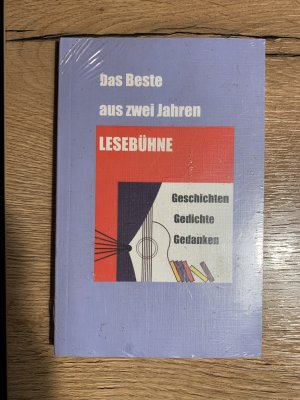 Das Beste
aus zwei Jahren
LESEBÜHNE
Geschichten
Gedichte
Gedanken